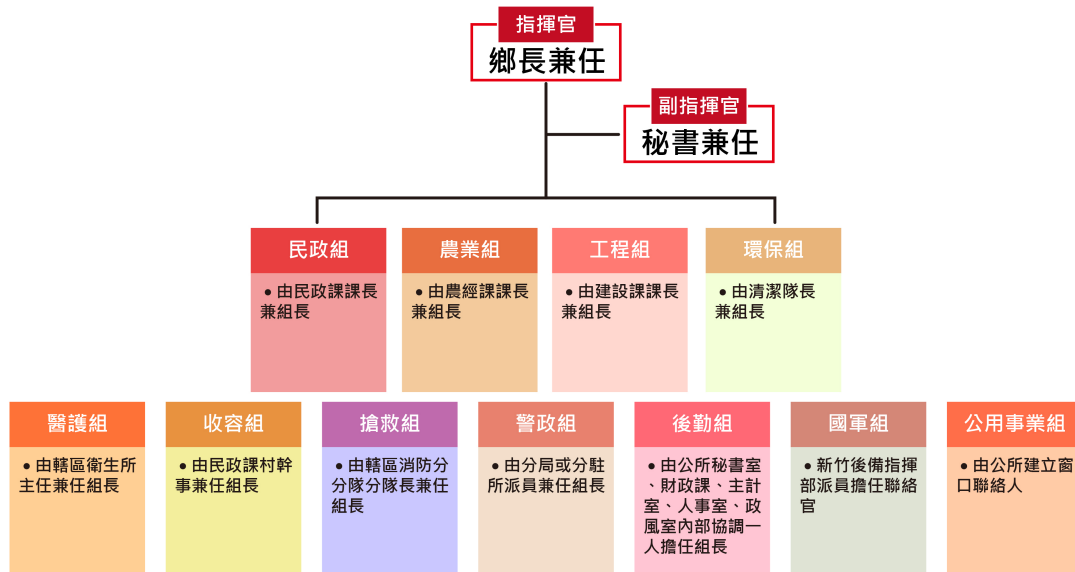 指揮官
鄉長兼任
副指揮官
秘書兼任
民政組
●由民政課課長
兼組長
農業組
●由農經課課長
兼組長
工程組
●由建設課課長
兼組長
環保組
●由清潔隊長
兼組長
醫護組
●由轄區衛生所
主任兼任組長
收容組
●由民政課村幹
事兼任組長
搶救組
●由轄區消防分
分隊分隊長兼任
組長
警政組
●由分局或分駐
所派員兼任組長
後勤組
●由公所秘書室
、財政課、主計
室、人事室、政
風室內部協調一
人擔任組長
國軍組
●新竹後備指揮
部派員擔任聯絡
官
公用事業組
●由公所建立窗
口聯絡人